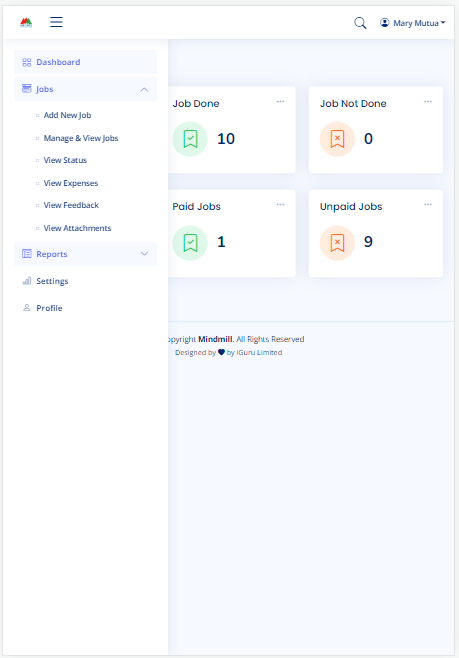 Mary Mutua
Dashboard
Jobs
Add New Job
Manage & View Jobs
View Status
View Expenses
View Feedback
View Attachments
Reports
Settings
Profile
Job Done
10
Job Not Done
0
Paid Jobs
1
Unpaid Jobs
9
opyright Mindmill. All Rights Reserved
Designed by by iGuru Limited